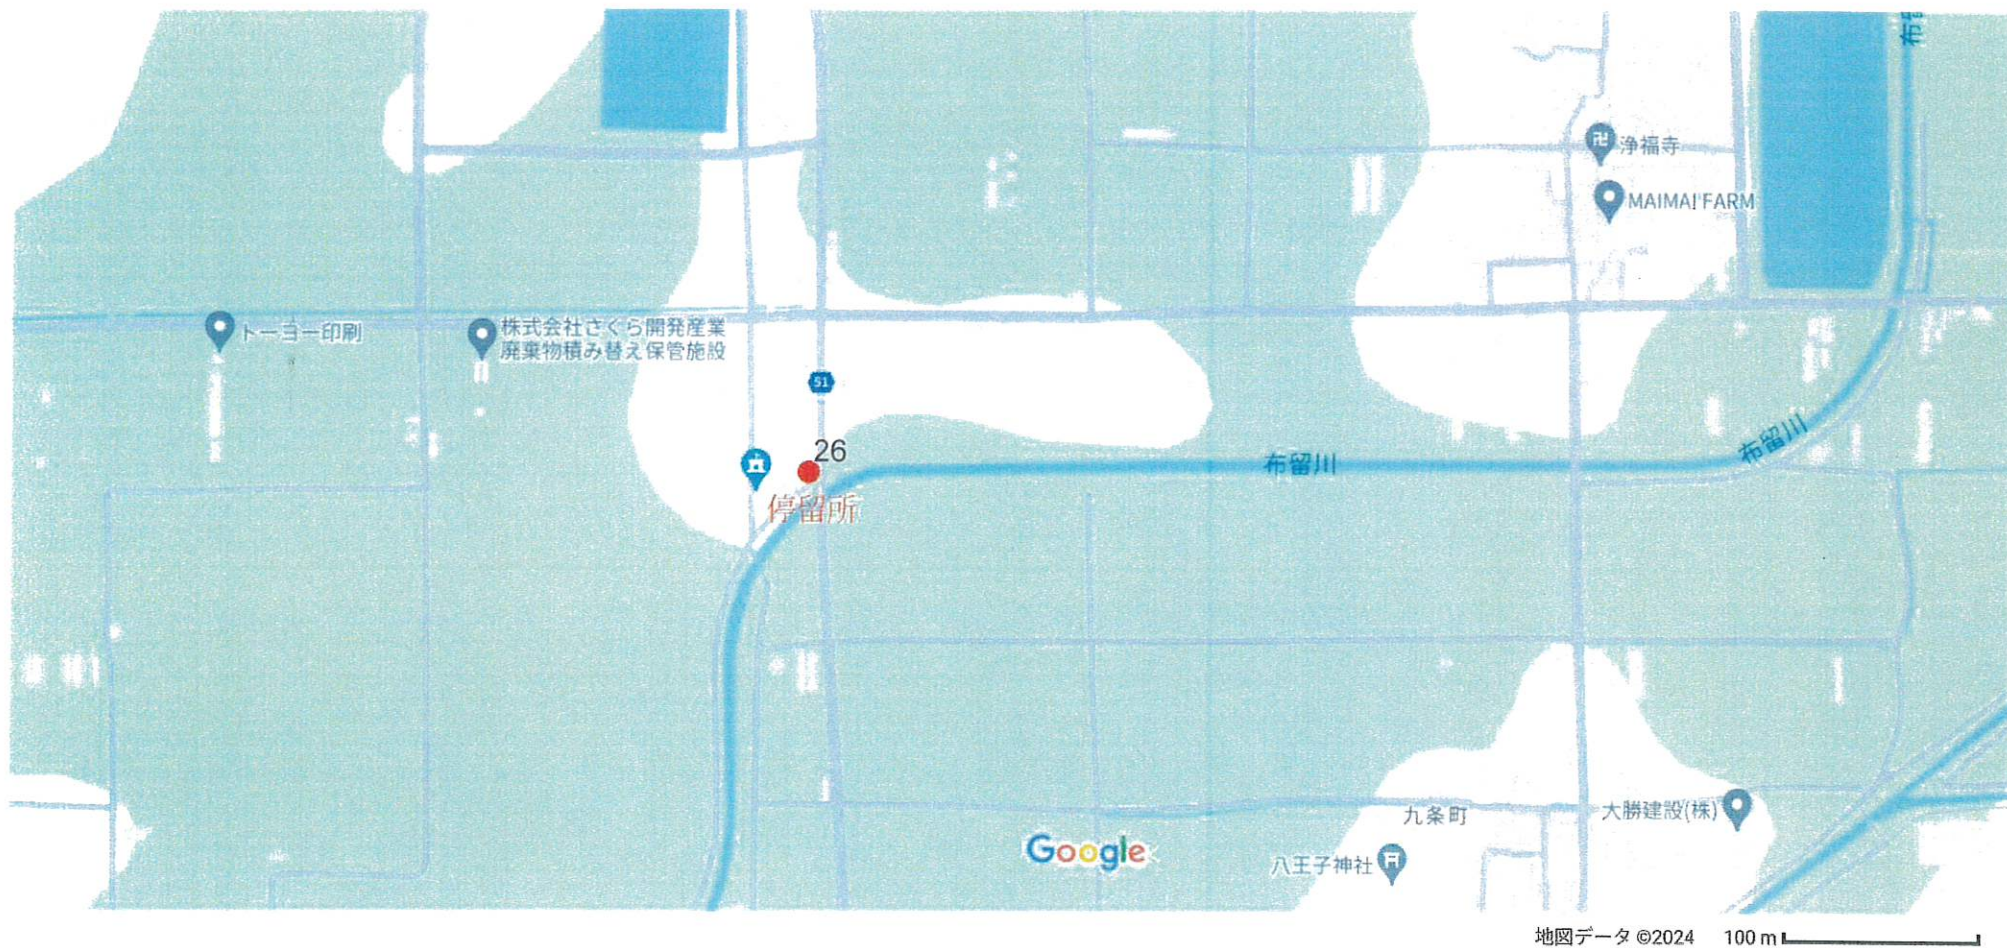 布留
浄福寺
MAIMAI FARM
トーヨー印刷
株式会社さくら開発産業
廃棄物積み替え保管施設
51
26
停留所
布留川
布留川
九条町
大勝建設(株)
Google
八王子神社
地図データ ©2024 100 m